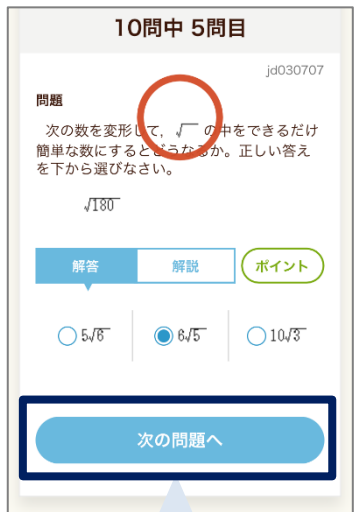 10問中 5問目
jd030707
問題
次の数を変形して, √‾ の中をできるだけ
簡単な数にするとどうなるか。正しい答え
を下から選びなさい。
√180
解答 解説 ポイント
5√6 6√5 10√3
次の問題へ